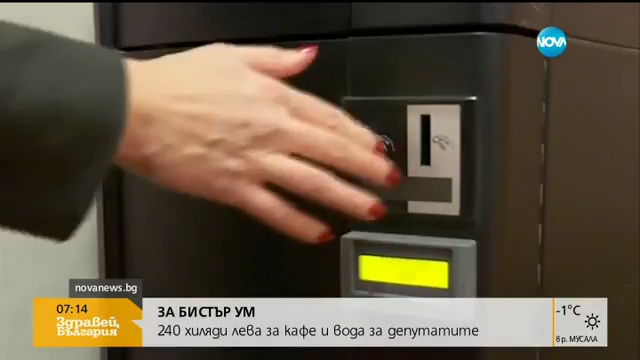 NOVA
novanews.bg
07:14
Здравей,
България
ЗА БИСТЪР УМ
240 хиляди лева за кафе и вода за депутатите
-1°C
вр. МУСАЛА